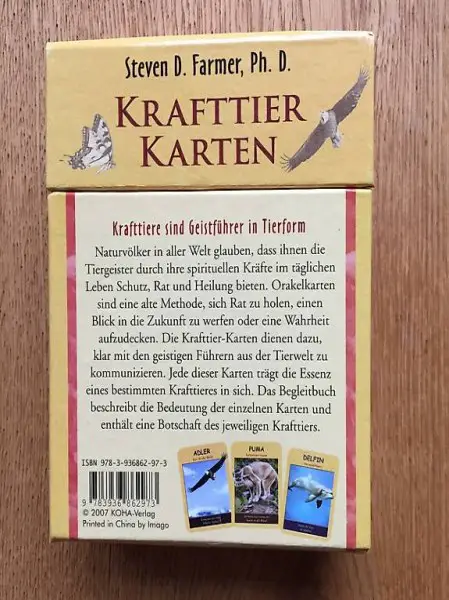 Steven D. Farmer, Ph. D.
KRAFTTIER
KARTEN
Krafttiere sind Geistführer in Tierform
Naturvölker in aller Welt glauben, dass ihnen die
Tiergeister durch ihre spirituellen Kräfte im täglichen
Leben Schutz, Rat und Heilung bieten. Orakelkarten
sind eine alte Methode, sich Rat zu holen, einen
Blick in die Zukunft zu werfen oder eine Wahrheit
aufzudecken. Die Krafttier-Karten dienen dazu,
klar mit den geistigen Führern aus der Tierwelt zu
kommunizieren. Jede dieser Karten trägt die Essenz
eines bestimmten Krafttieres in sich. Das Begleitbuch
beschreibt die Bedeutung der einzelnen Karten und
enthält eine Botschaft des jeweiligen Krafttiers.
ISBN 978-3-936862-97-3
9 783936 862973
© 2007 KOHA-Verlag
Printed in China by Imago
ADLER
PUMA
DELFIN